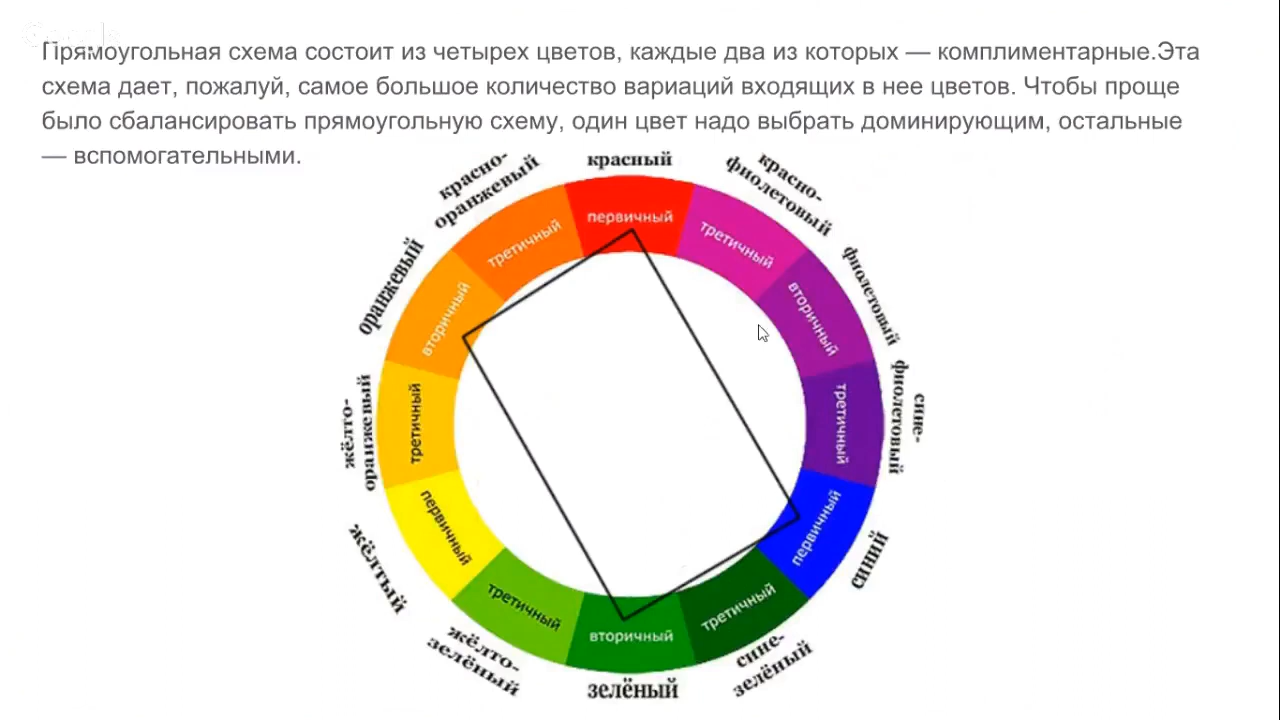 Прямоугольная схема состоит из четырех цветов, каждые два из которых — комплиментарные.Эта
схема дает, пожалуй, самое большое количество вариаций входящих в нее цветов. Чтобы проще
было сбалансировать прямоугольную схему, один цвет надо выбрать доминирующим, остальные
— вспомогательными.
красный
первичный
красно-
фиолетовый
третичный
фиолетовый
вторичный
сине-
фиолетовый
третичный
синий
первичный
сине-
зелёный
третичный
зелёный
вторичный
жёлто-
зелёный
третичный
жёлтый
первичный
жёлто-
оранжевый
третичный
оранжевый
вторичный
красно-
оранжевый
третичный